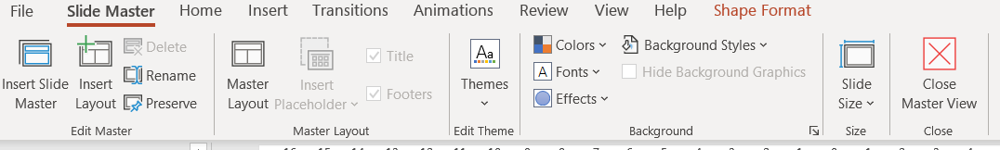 File Slide Master Home Insert Transitions Animations Review View Help Shape Format
Insert Slide Master
Insert Layout
Delete
Rename
Preserve
Edit Master
Master Layout
Insert Placeholder
Title
Footers
Master Layout
Aa
Themes
Edit Theme
Colors
A Fonts
Effects
Background Styles
Hide Background Graphics
Background
Slide Size
Size
Close Master View
Close